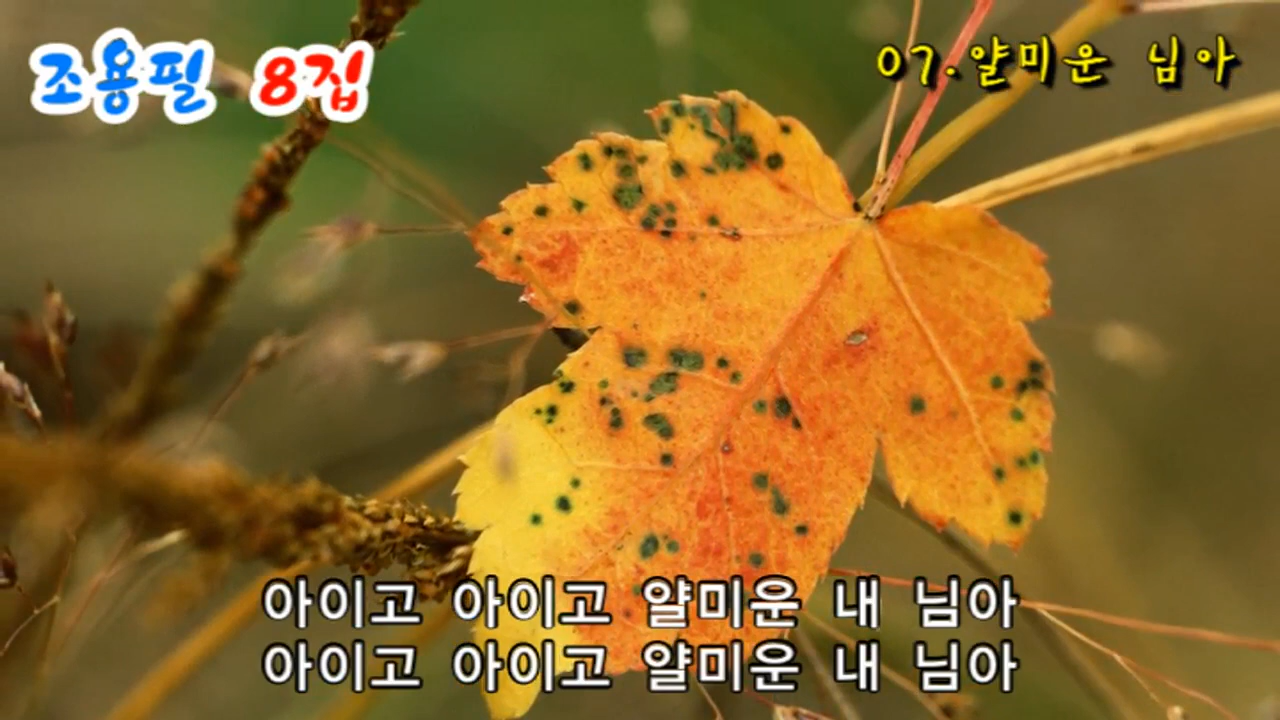 조용필 8집
07.얄미운 님아
아이고 아이고 얄미운 내 님아
아이고 아이고 얄미운 내 님아